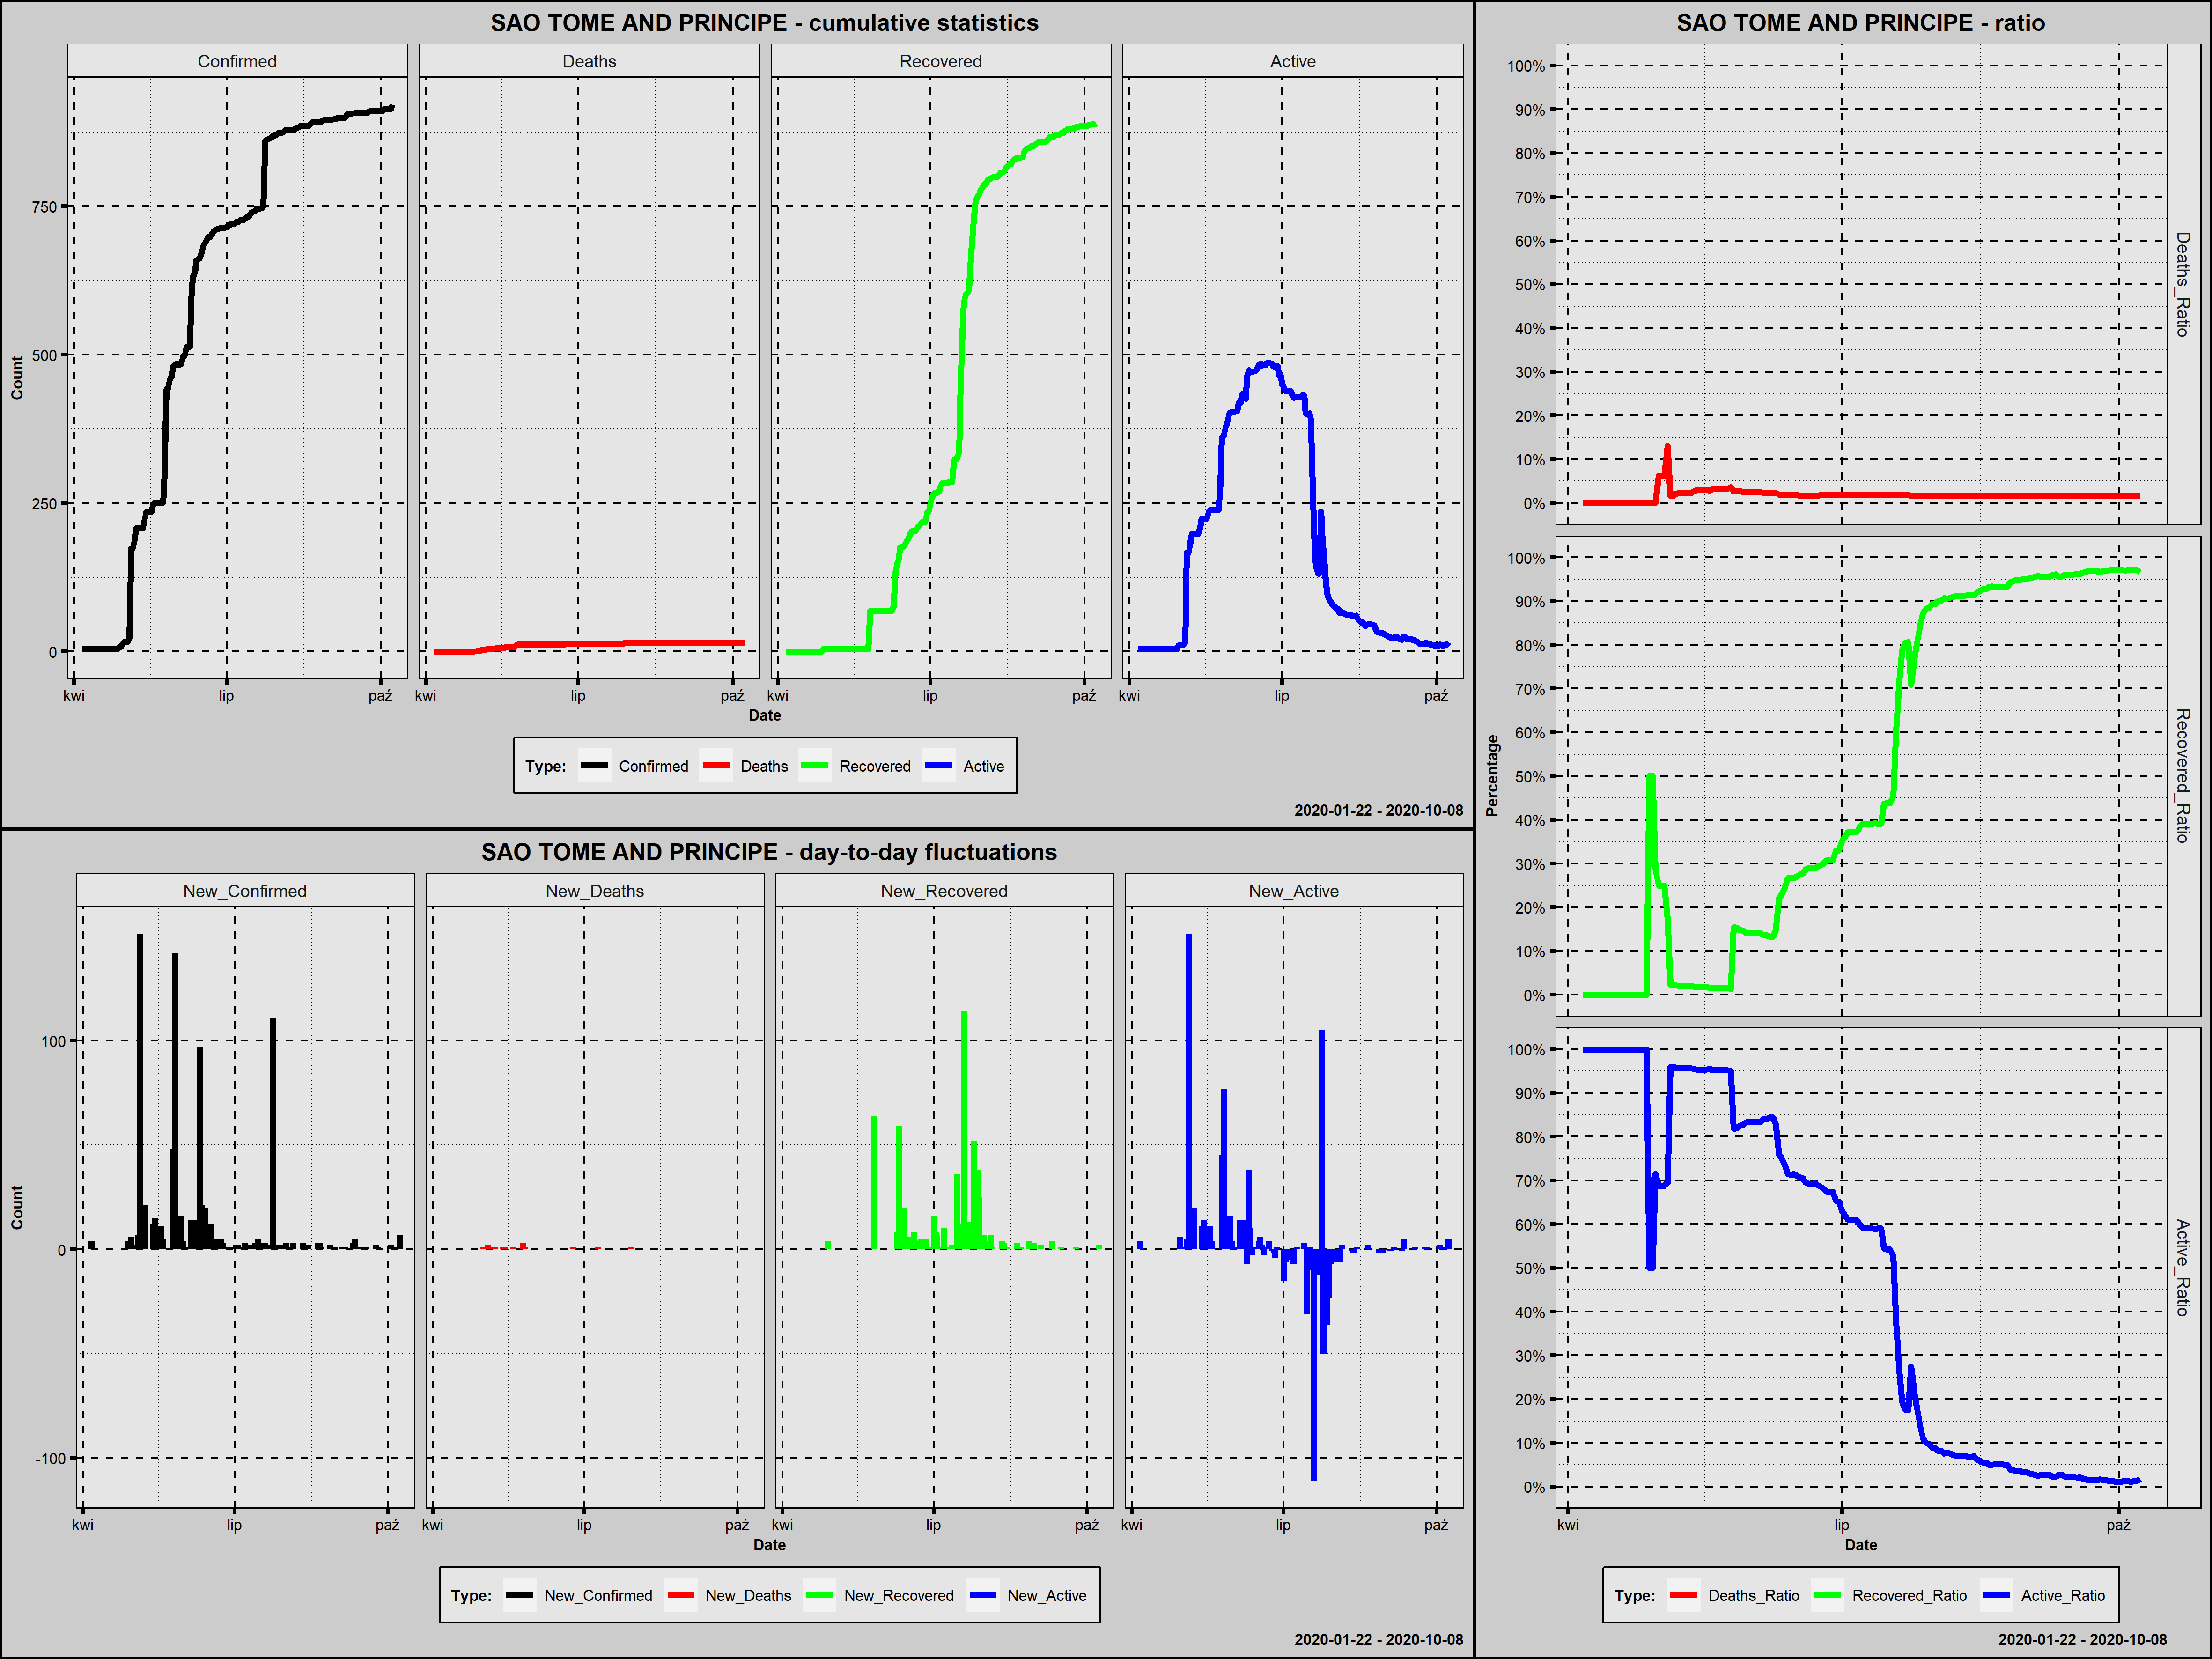 SAO TOME AND PRINCIPE - cumulative statistics
Confirmed Deaths Recovered Active
Count
750
500
250
0
kwi lip paź kwi lip paź kwi lip paź kwi lip paź
Date
Type: Confirmed Deaths Recovered Active
2020-01-22 - 2020-10-08
SAO TOME AND PRINCIPE - day-to-day fluctuations
New_Confirmed New_Deaths New_Recovered New_Active
Count
100
0
-100
kwi lip paź kwi lip paź kwi lip paź kwi lip paź
Date
Type: New_Confirmed New_Deaths New_Recovered New_Active
2020-01-22 - 2020-10-08
SAO TOME AND PRINCIPE - ratio
Percentage
100%
90%
80%
70%
60%
50%
40%
30%
20%
10%
0%
Deaths_Ratio
100%
90%
80%
70%
60%
50%
40%
30%
20%
10%
0%
Recovered_Ratio
100%
90%
80%
70%
60%
50%
40%
30%
20%
10%
0%
Active_Ratio
kwi lip paź
Date
Type: Deaths_Ratio Recovered_Ratio Active_Ratio
2020-01-22 - 2020-10-08